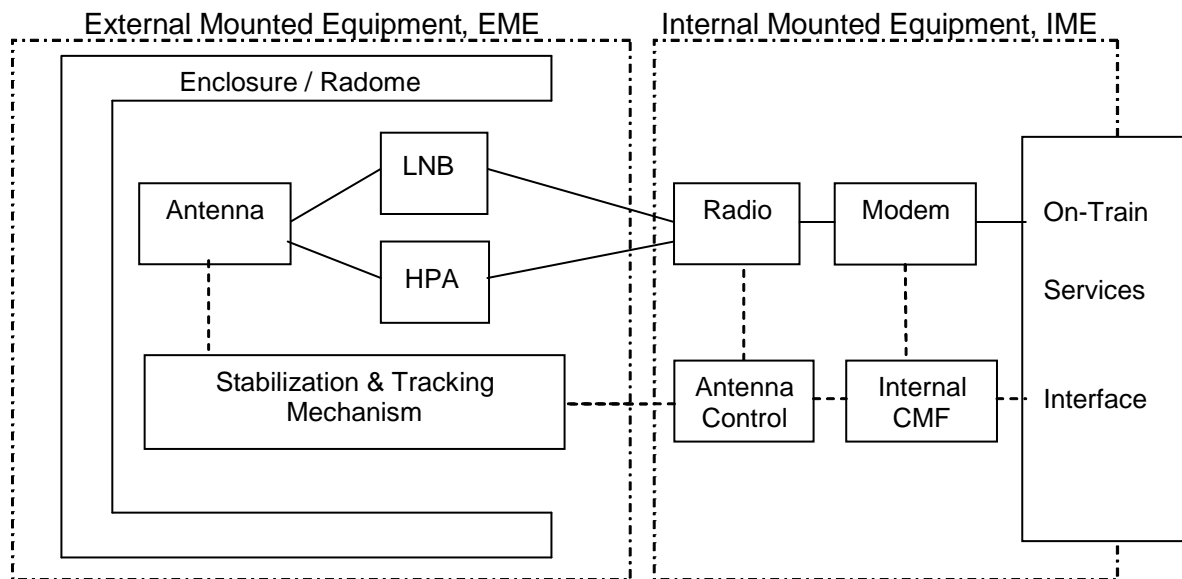 External Mounted Equipment, EME
Internal Mounted Equipment, IME
Enclosure / Radome
LNB
Antenna
HPA
Radio
Modem
On-Train
Services
Interface
Stabilization & Tracking
Mechanism
Antenna
Control
Internal
CMF